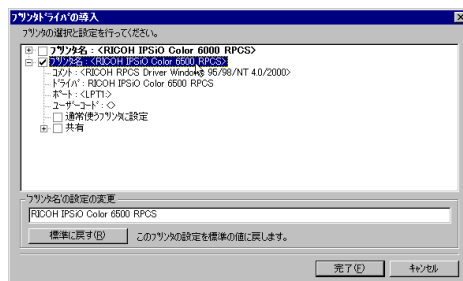 プリンタドライバの導入
プリンタの選択と設定を行ってください。
プリンタ名 : <RICOH IPSiO Color 6000 RPCS>
プリンタ名 : <RICOH IPSiO Color 6500 RPCS>
コメント : <RICOH RPCS Driver Windows 95/98/NT 4.0/2000>
ドライバ : RICOH IPSiO Color 6500 RPCS
ポート : <LPT1:>
ユーザーコード : <>
通常使うプリンタに設定
共有
'プリンタ名'の設定の変更
RICOH IPSiO Color 6500 RPCS
標準に戻す(R)
このプリンタの設定を標準の値に戻します。
完了(F)
キャンセル